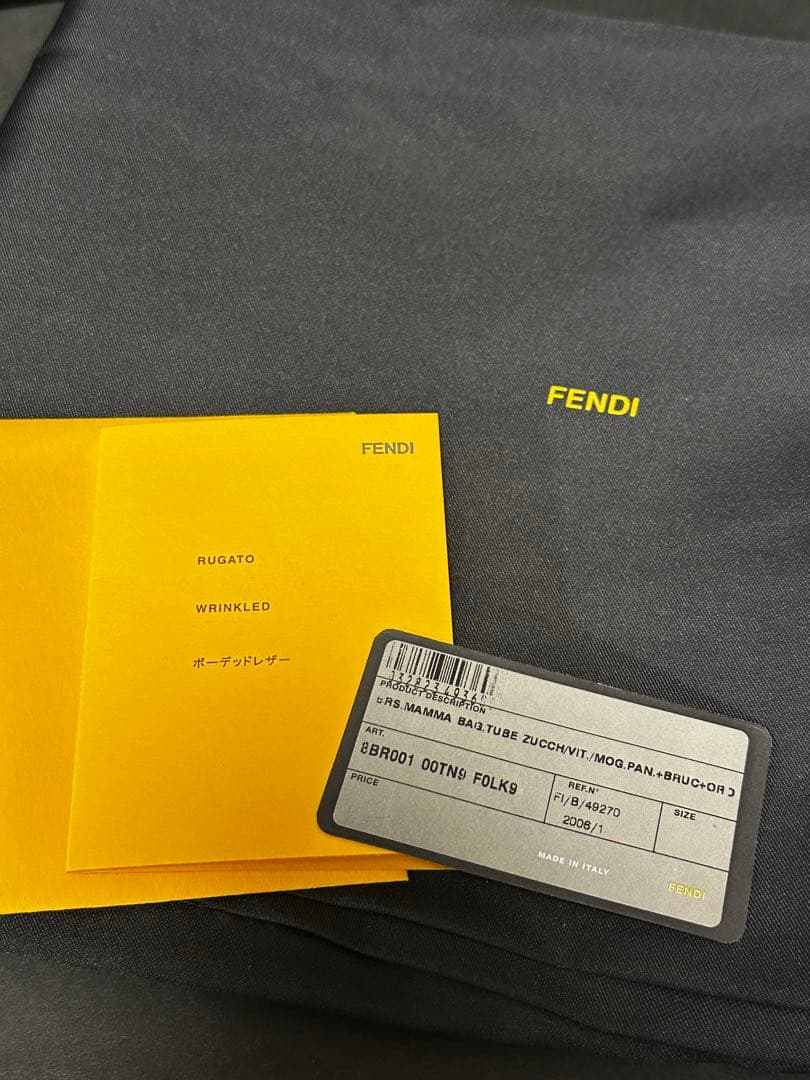 FENDI
FENDI
RUGATO
WRINKLED
ボーデッドレザー
PRODUCT DESCRIPTION
BRS.MAMMA BAG.TUBE ZUCCH/VIT./MOG.PAN.+BRUC+ORO
ART.
8BR001 00TN9 F0LK9
REF.N°
FI/B/49270
2006/1
SIZE
PRICE
MADE IN ITALY
FENDI